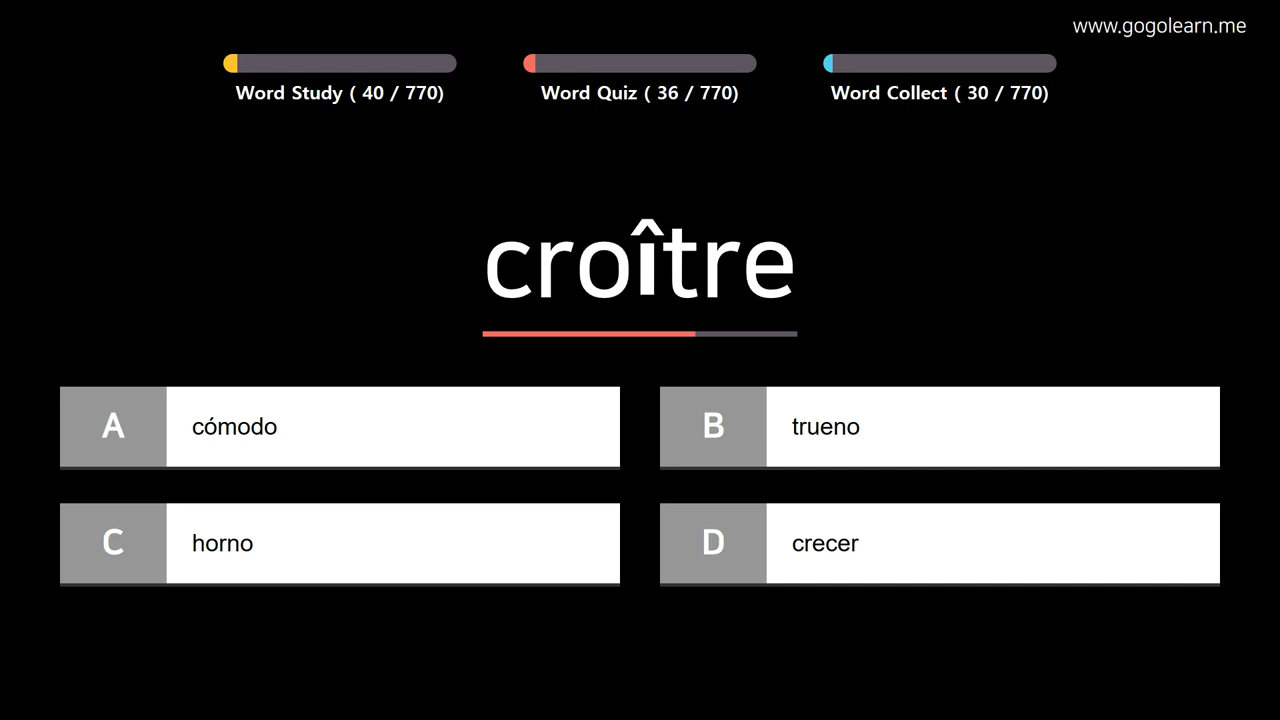 www.gogolearn.me
Word Study ( 40 / 770)
Word Quiz ( 36 / 770)
Word Collect ( 30 / 770)
croître
A cómodo
B trueno
C horno
D crecer